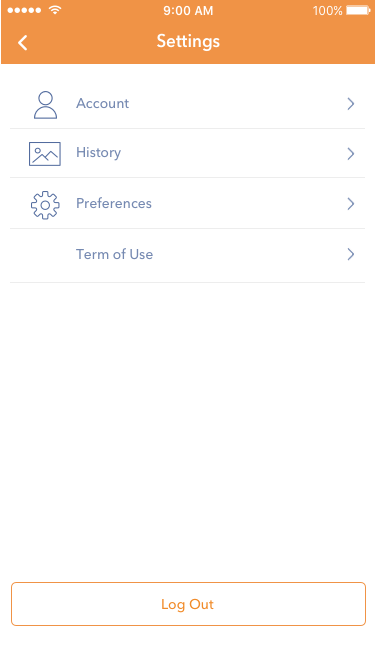 9:00 AM 100%
Settings
Account
History
Preferences
Term of Use
Log Out